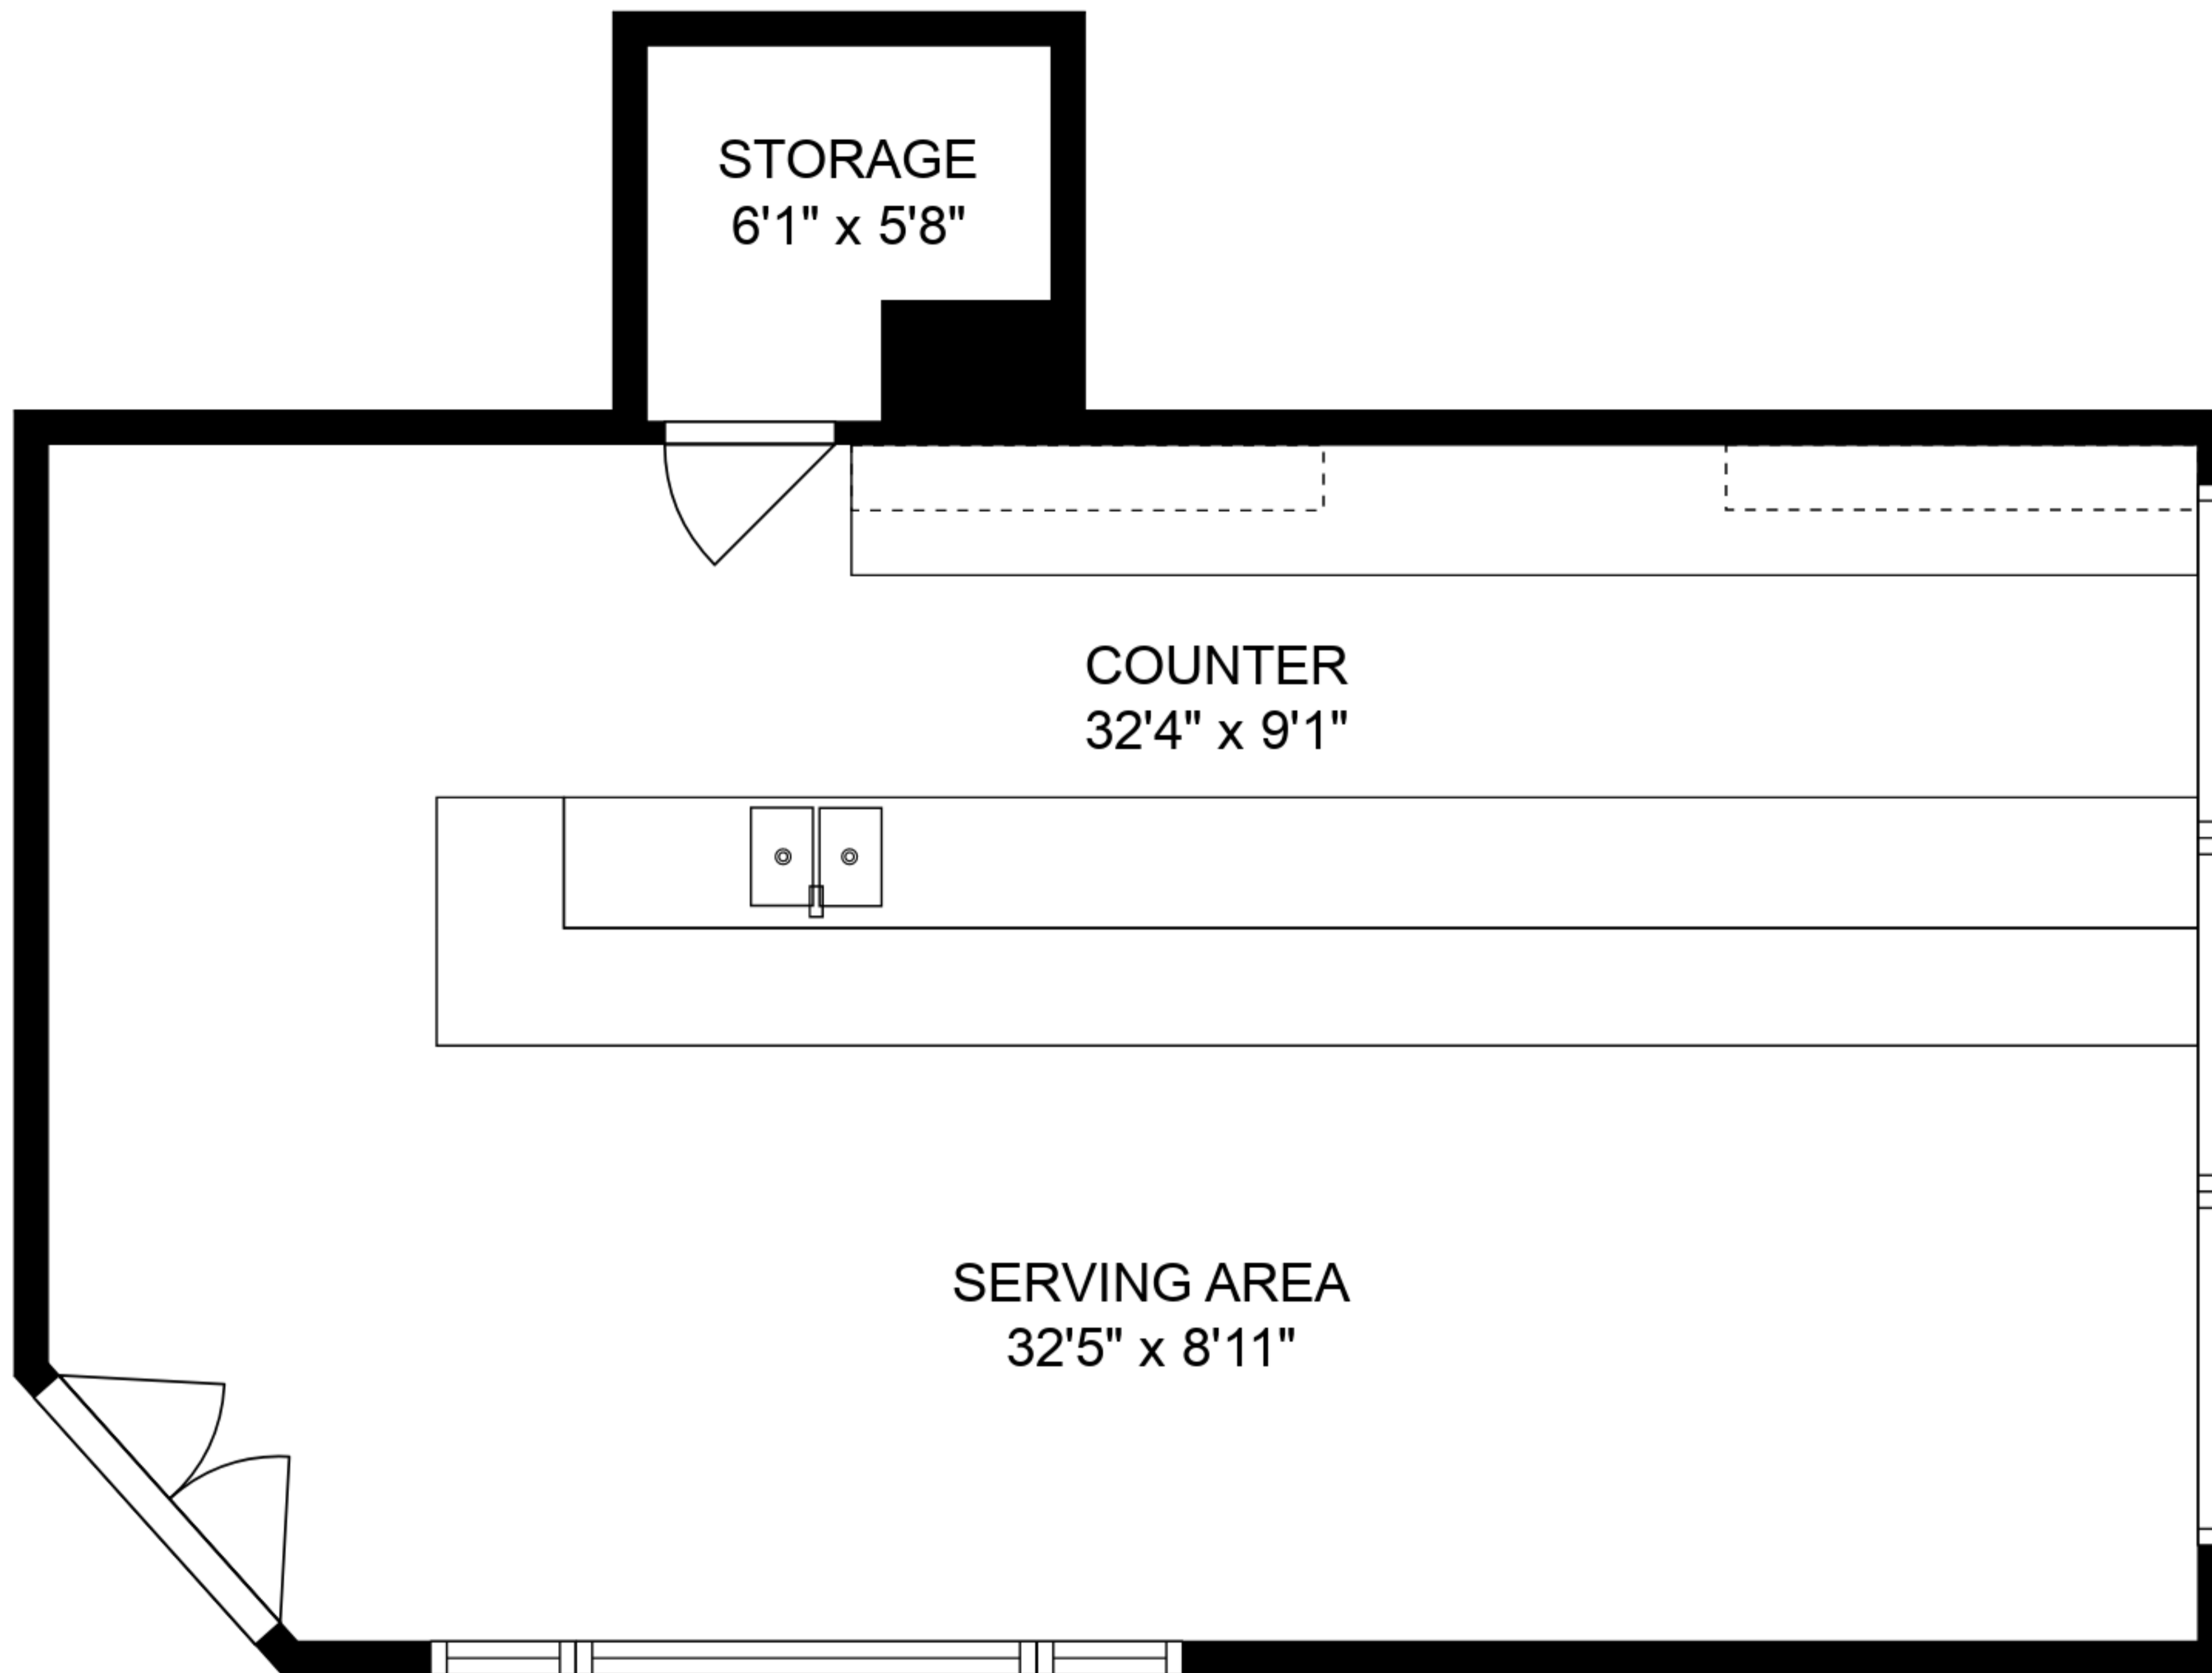 STORAGE
6'1" x 5'8"
COUNTER
32'4" x 9'1"
SERVING AREA
32'5" x 8'11"